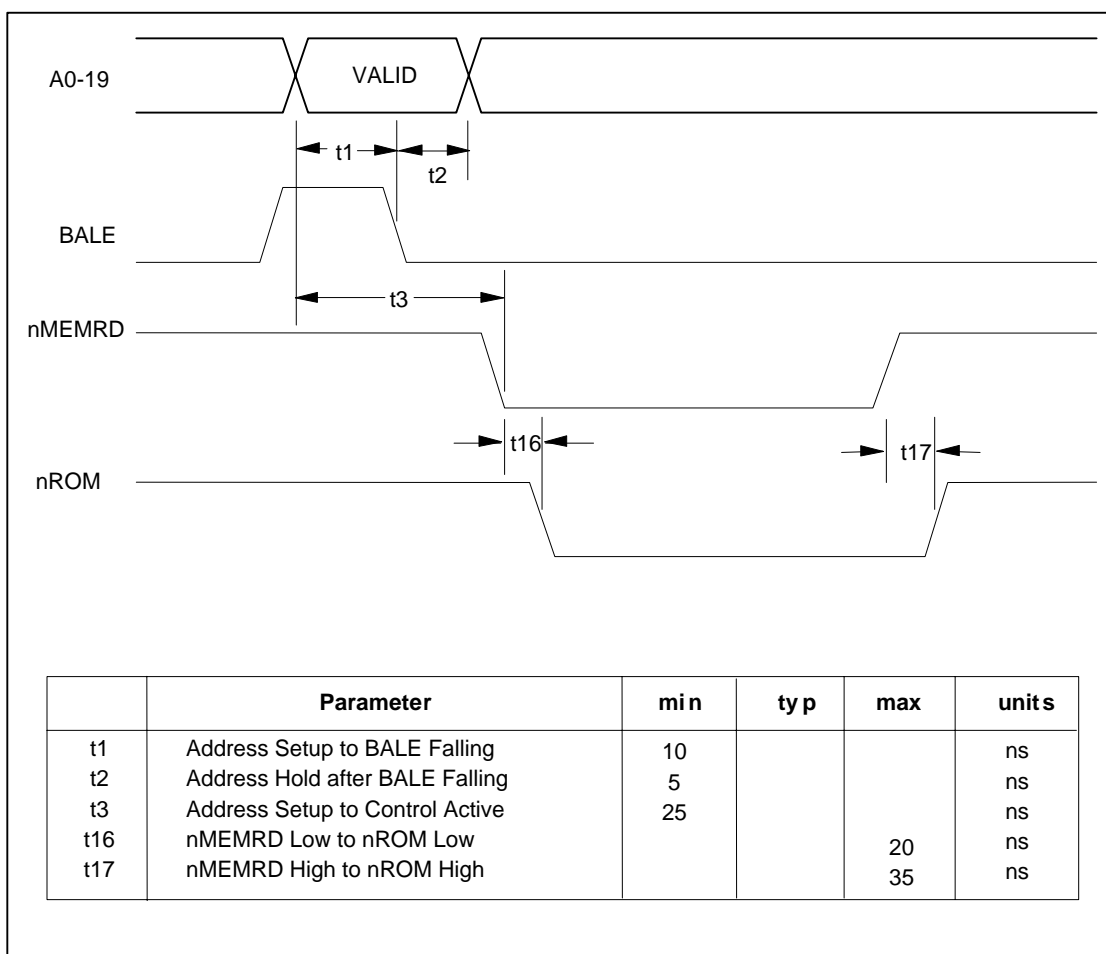 A0-19
VALID
t1
t2
BALE
t3
nMEMRD
t16
t17
nROM
Parameter min typ max units
t1 Address Setup to BALE Falling 10 ns
t2 Address Hold after BALE Falling 5 ns
t3 Address Setup to Control Active 25 ns
t16 nMEMRD Low to nROM Low 20 ns
t17 nMEMRD High to nROM High 35 ns